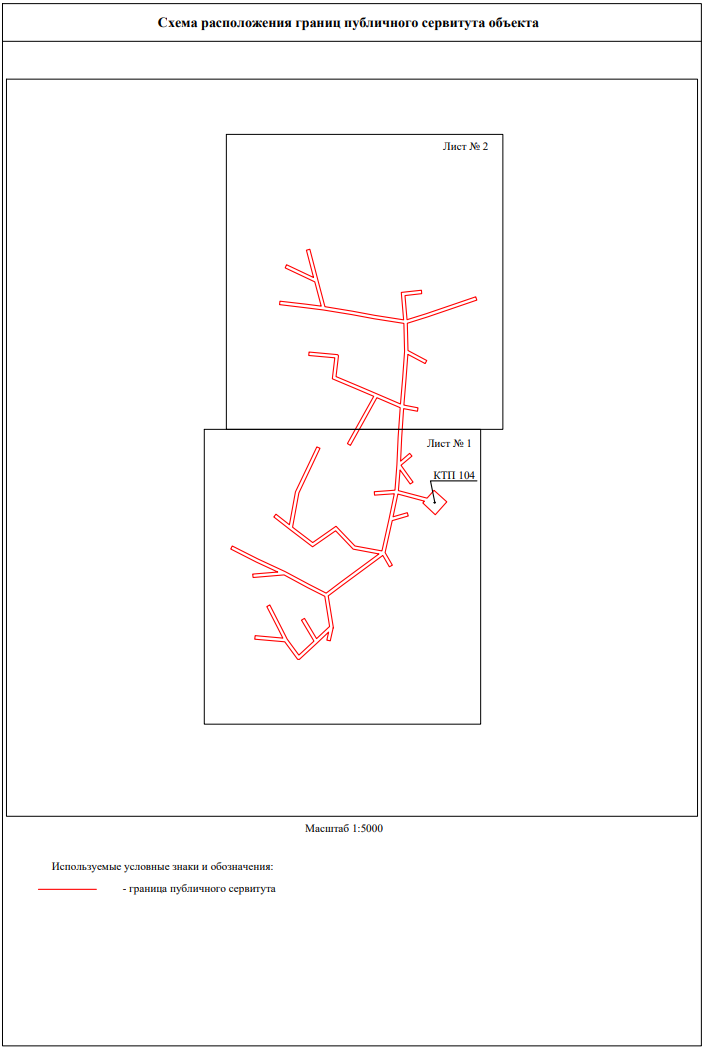 Схема расположения границ публичного сервитута объекта
Лист № 2
Лист № 1
КТП 104
Масштаб 1:5000
Используемые условные знаки и обозначения:
- граница публичного сервитута